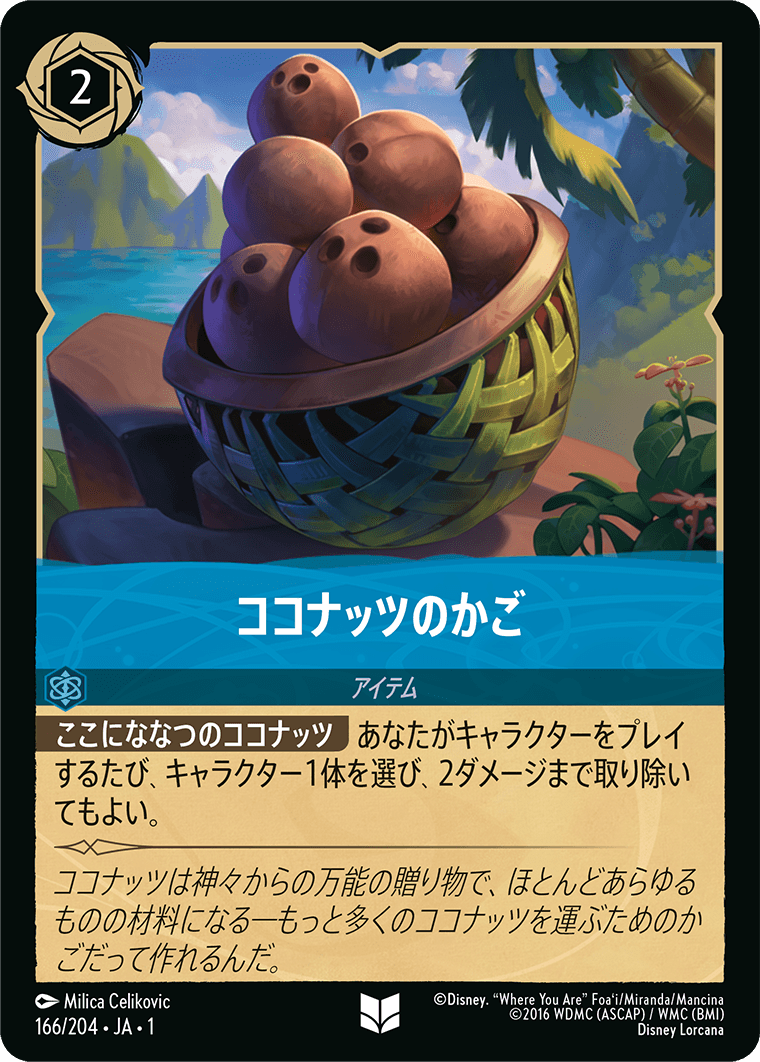 2
ココナッツのかご
アイテム
ここにななつのココナッツ あなたがキャラクターをプレイ
するたび、キャラクター1体を選び、2ダメージまで取り除い
てもよい。
ココナッツは神々からの万能の贈り物で、ほとんどあらゆる
ものの材料になる—もっと多くのココナッツを運ぶためのか
ごだって作れるんだ。
Milica Celikovic
166/204 • JA • 1
©Disney. “Where You Are” Foa‘i/Miranda/Mancina
©2016 WDMC (ASCAP) / WMC (BMI)
Disney Lorcana